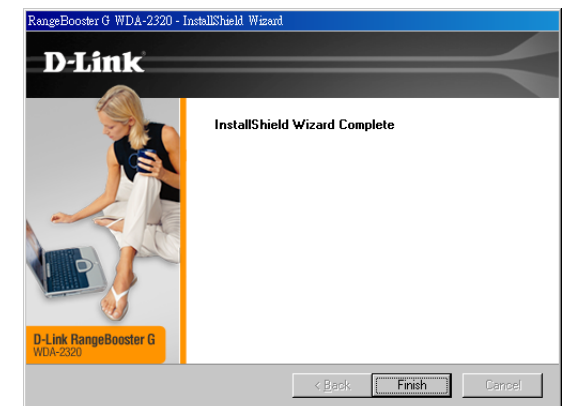 RangeBooster G WDA-2320 - InstallShield Wizard
D-Link
InstallShield Wizard Complete
D-Link RangeBooster G
WDA-2320
< Back
Finish
Cancel